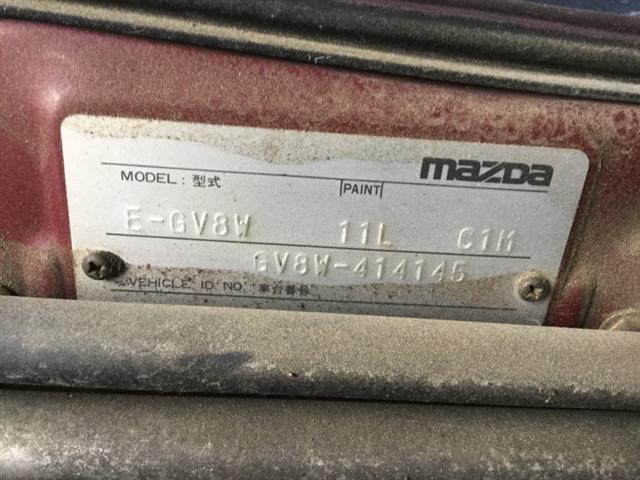 mazda
MODEL : 型式 PAINT
E-GV8W 11L C1M
GV8W-414145
VEHICLE. ID. NO. 車台番号